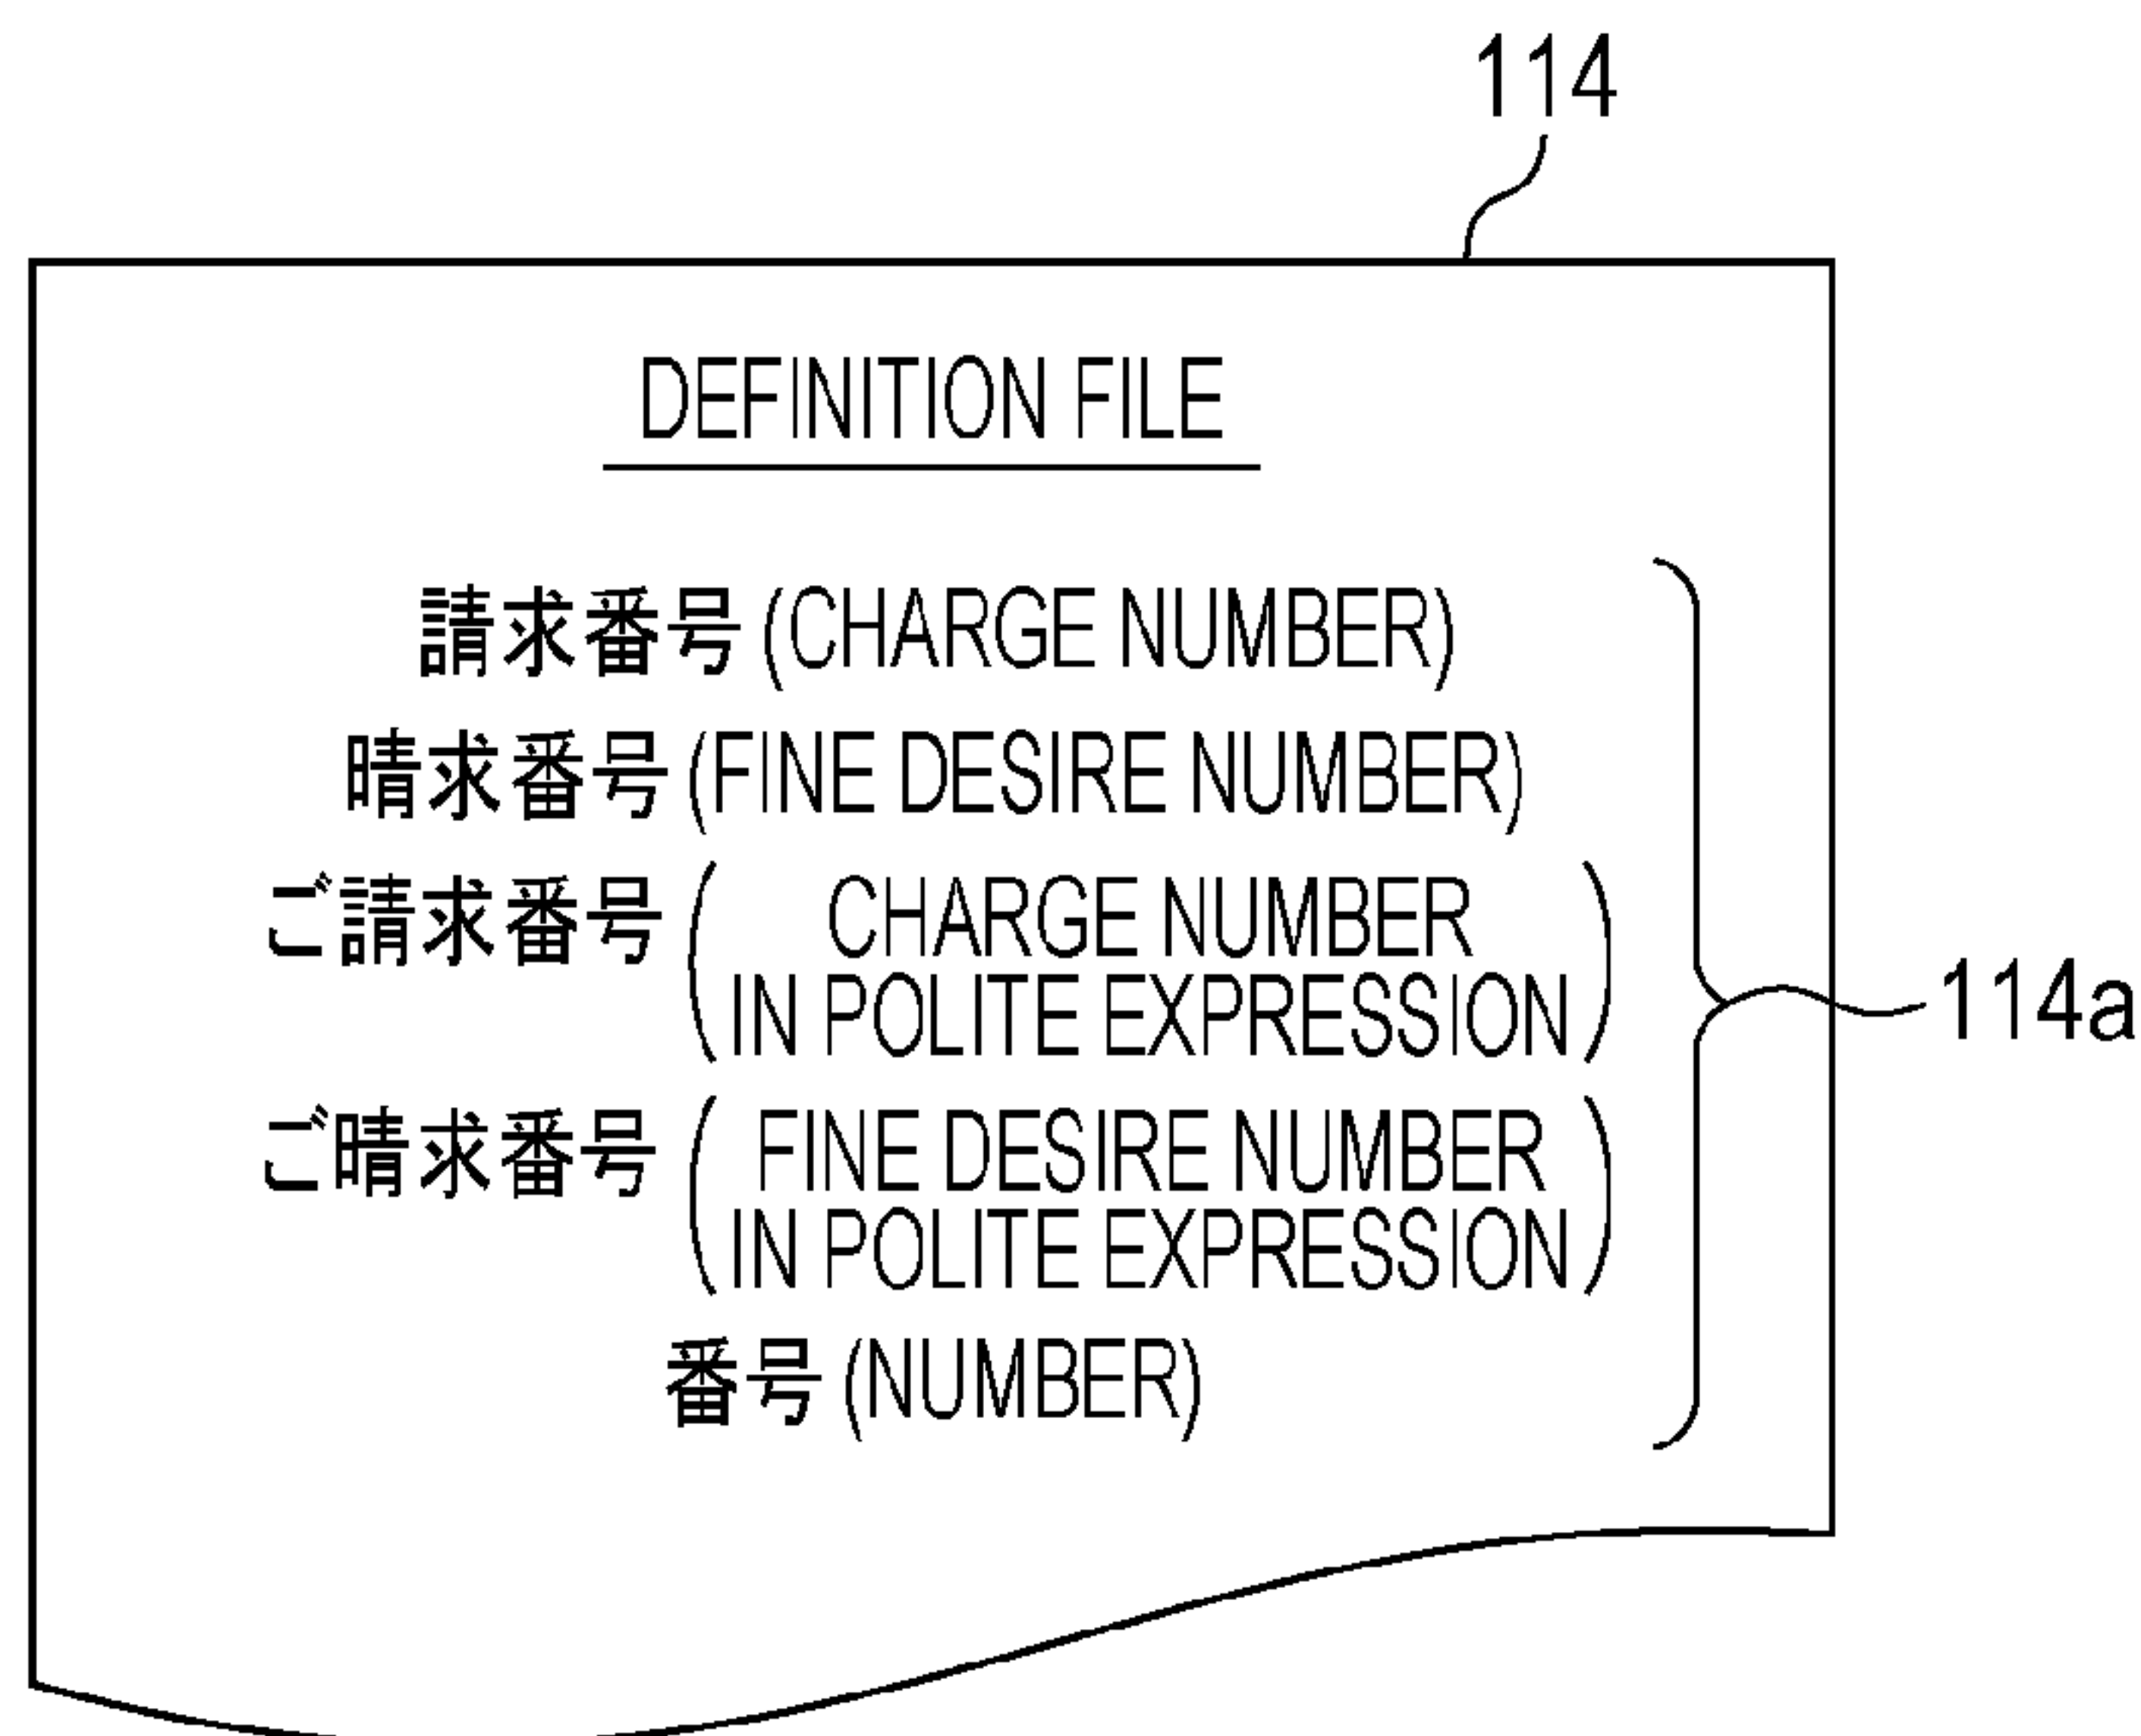 114
DEFINITION FILE
請求番号(CHARGE NUMBER)
晴求番号(FINE DESIRE NUMBER)
ご請求番号(CHARGE NUMBER
IN POLITE EXPRESSION)
114a
ご晴求番号(FINE DESIRE NUMBER
IN POLITE EXPRESSION)
番号(NUMBER)